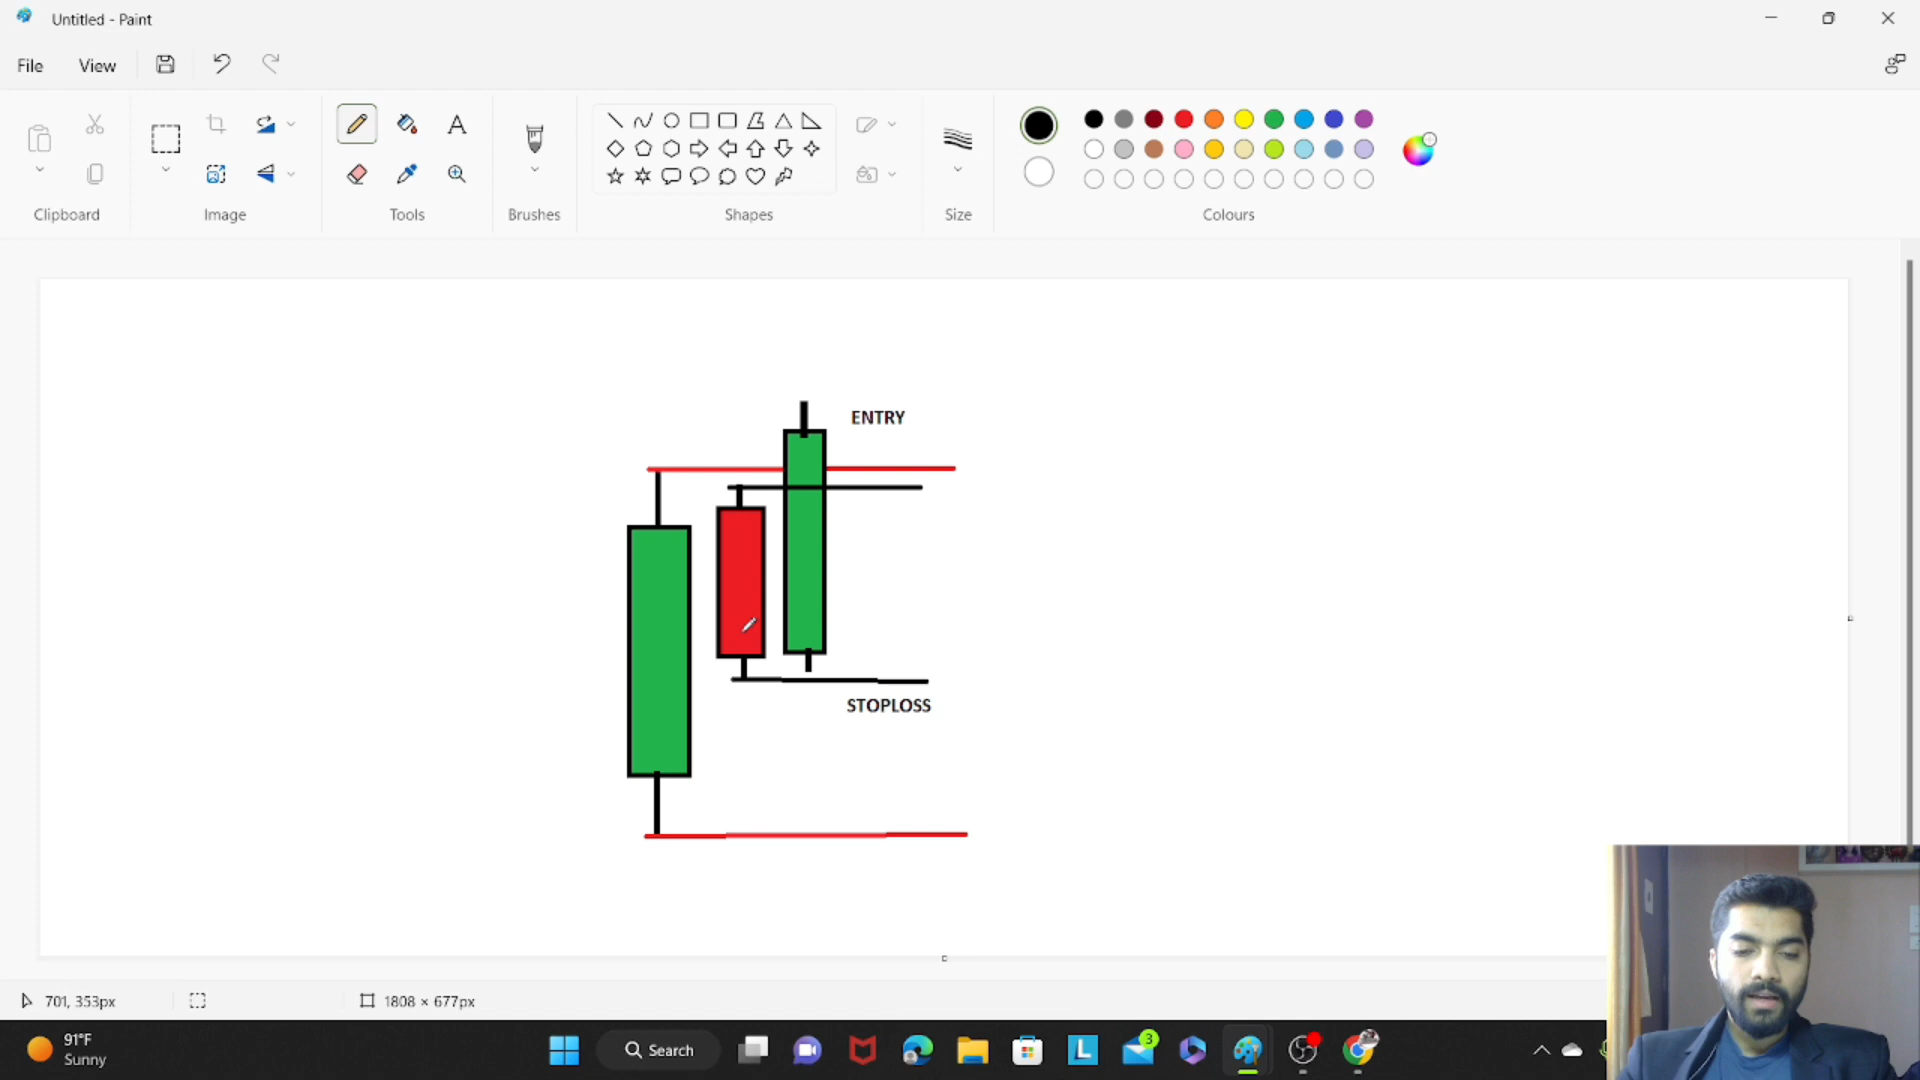 Untitled - Paint
File View
Clipboard Image Tools Brushes Shapes Size Colours
ENTRY
STOPLOSS
701, 353px 1808 × 677px
91°F
Sunny
Search
3